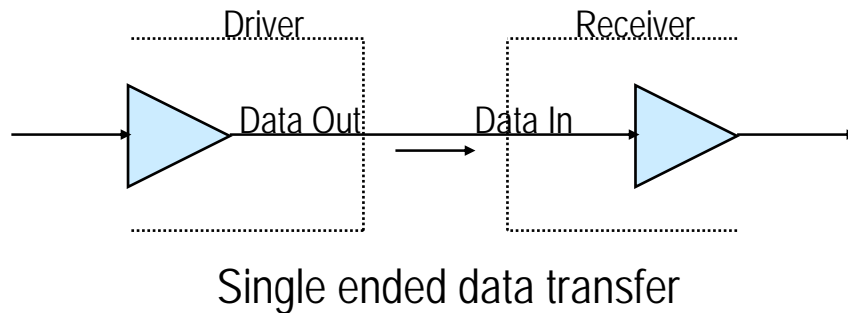 Driver
Receiver
Data Out
Data In
Single ended data transfer